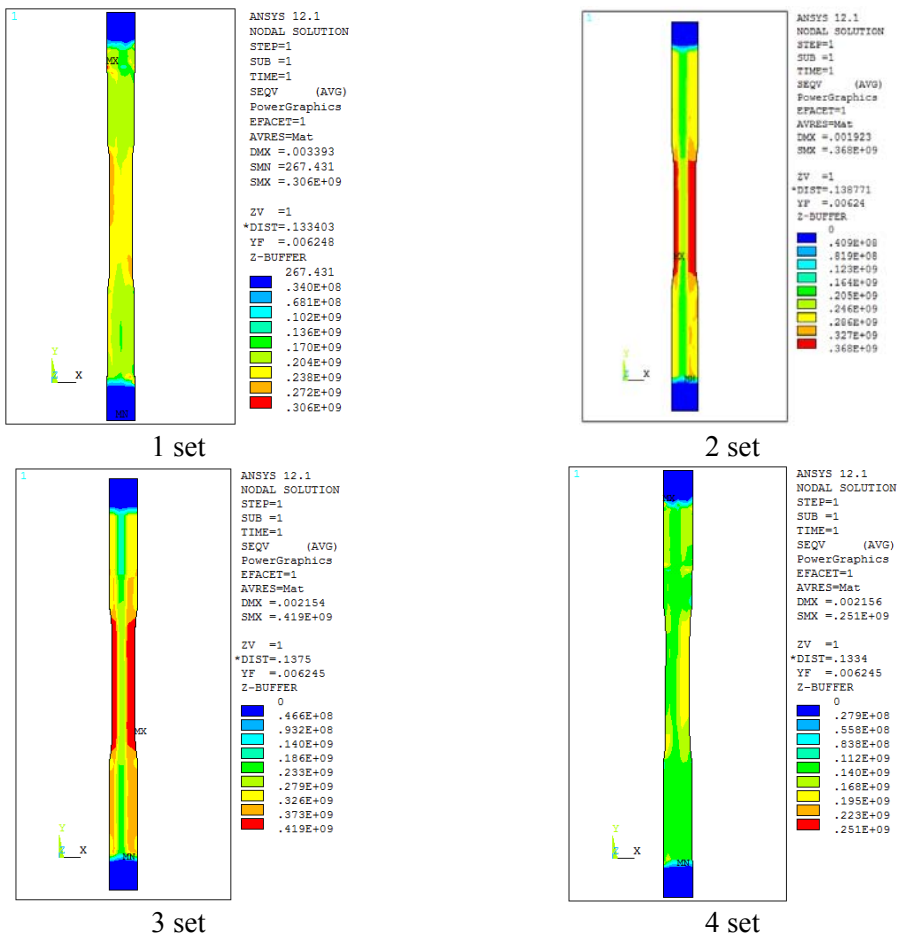 1
MX
MN
Y
Z X
ANSYS 12.1
NODAL SOLUTION
STEP=1
SUB =1
TIME=1
SEQV (AVG)
PowerGraphics
EFACET=1
AVRES=Mat
DMX =.003393
SMN =267.431
SMX =.306E+09
ZV =1
*DIST=.133403
YF =.006248
Z-BUFFER
267.431
.340E+08
.681E+08
.102E+09
.136E+09
.170E+09
.204E+09
.238E+09
.272E+09
.306E+09
1 set
1
MX
MN
Y
Z X
ANSYS 12.1
NODAL SOLUTION
STEP=1
SUB =1
TIME=1
SEQV (AVG)
PowerGraphics
EFACET=1
AVRES=Mat
DMX =.001923
SMX =.368E+09
ZV =1
*DIST=.138771
YF =.00624
Z-BUFFER
0
.409E+08
.819E+08
.123E+09
.164E+09
.205E+09
.246E+09
.286E+09
.327E+09
.368E+09
2 set
1
MX
MN
Y
Z X
ANSYS 12.1
NODAL SOLUTION
STEP=1
SUB =1
TIME=1
SEQV (AVG)
PowerGraphics
EFACET=1
AVRES=Mat
DMX =.002154
SMX =.419E+09
ZV =1
*DIST=.1375
YF =.006245
Z-BUFFER
0
.466E+08
.932E+08
.140E+09
.186E+09
.233E+09
.279E+09
.326E+09
.373E+09
.419E+09
3 set
1
MN
Y
Z X
ANSYS 12.1
NODAL SOLUTION
STEP=1
SUB =1
TIME=1
SEQV (AVG)
PowerGraphics
EFACET=1
AVRES=Mat
DMX =.002156
SMX =.251E+09
ZV =1
*DIST=.1334
YF =.006245
Z-BUFFER
0
.279E+08
.558E+08
.838E+08
.112E+09
.140E+09
.168E+09
.195E+09
.223E+09
.251E+09
4 set